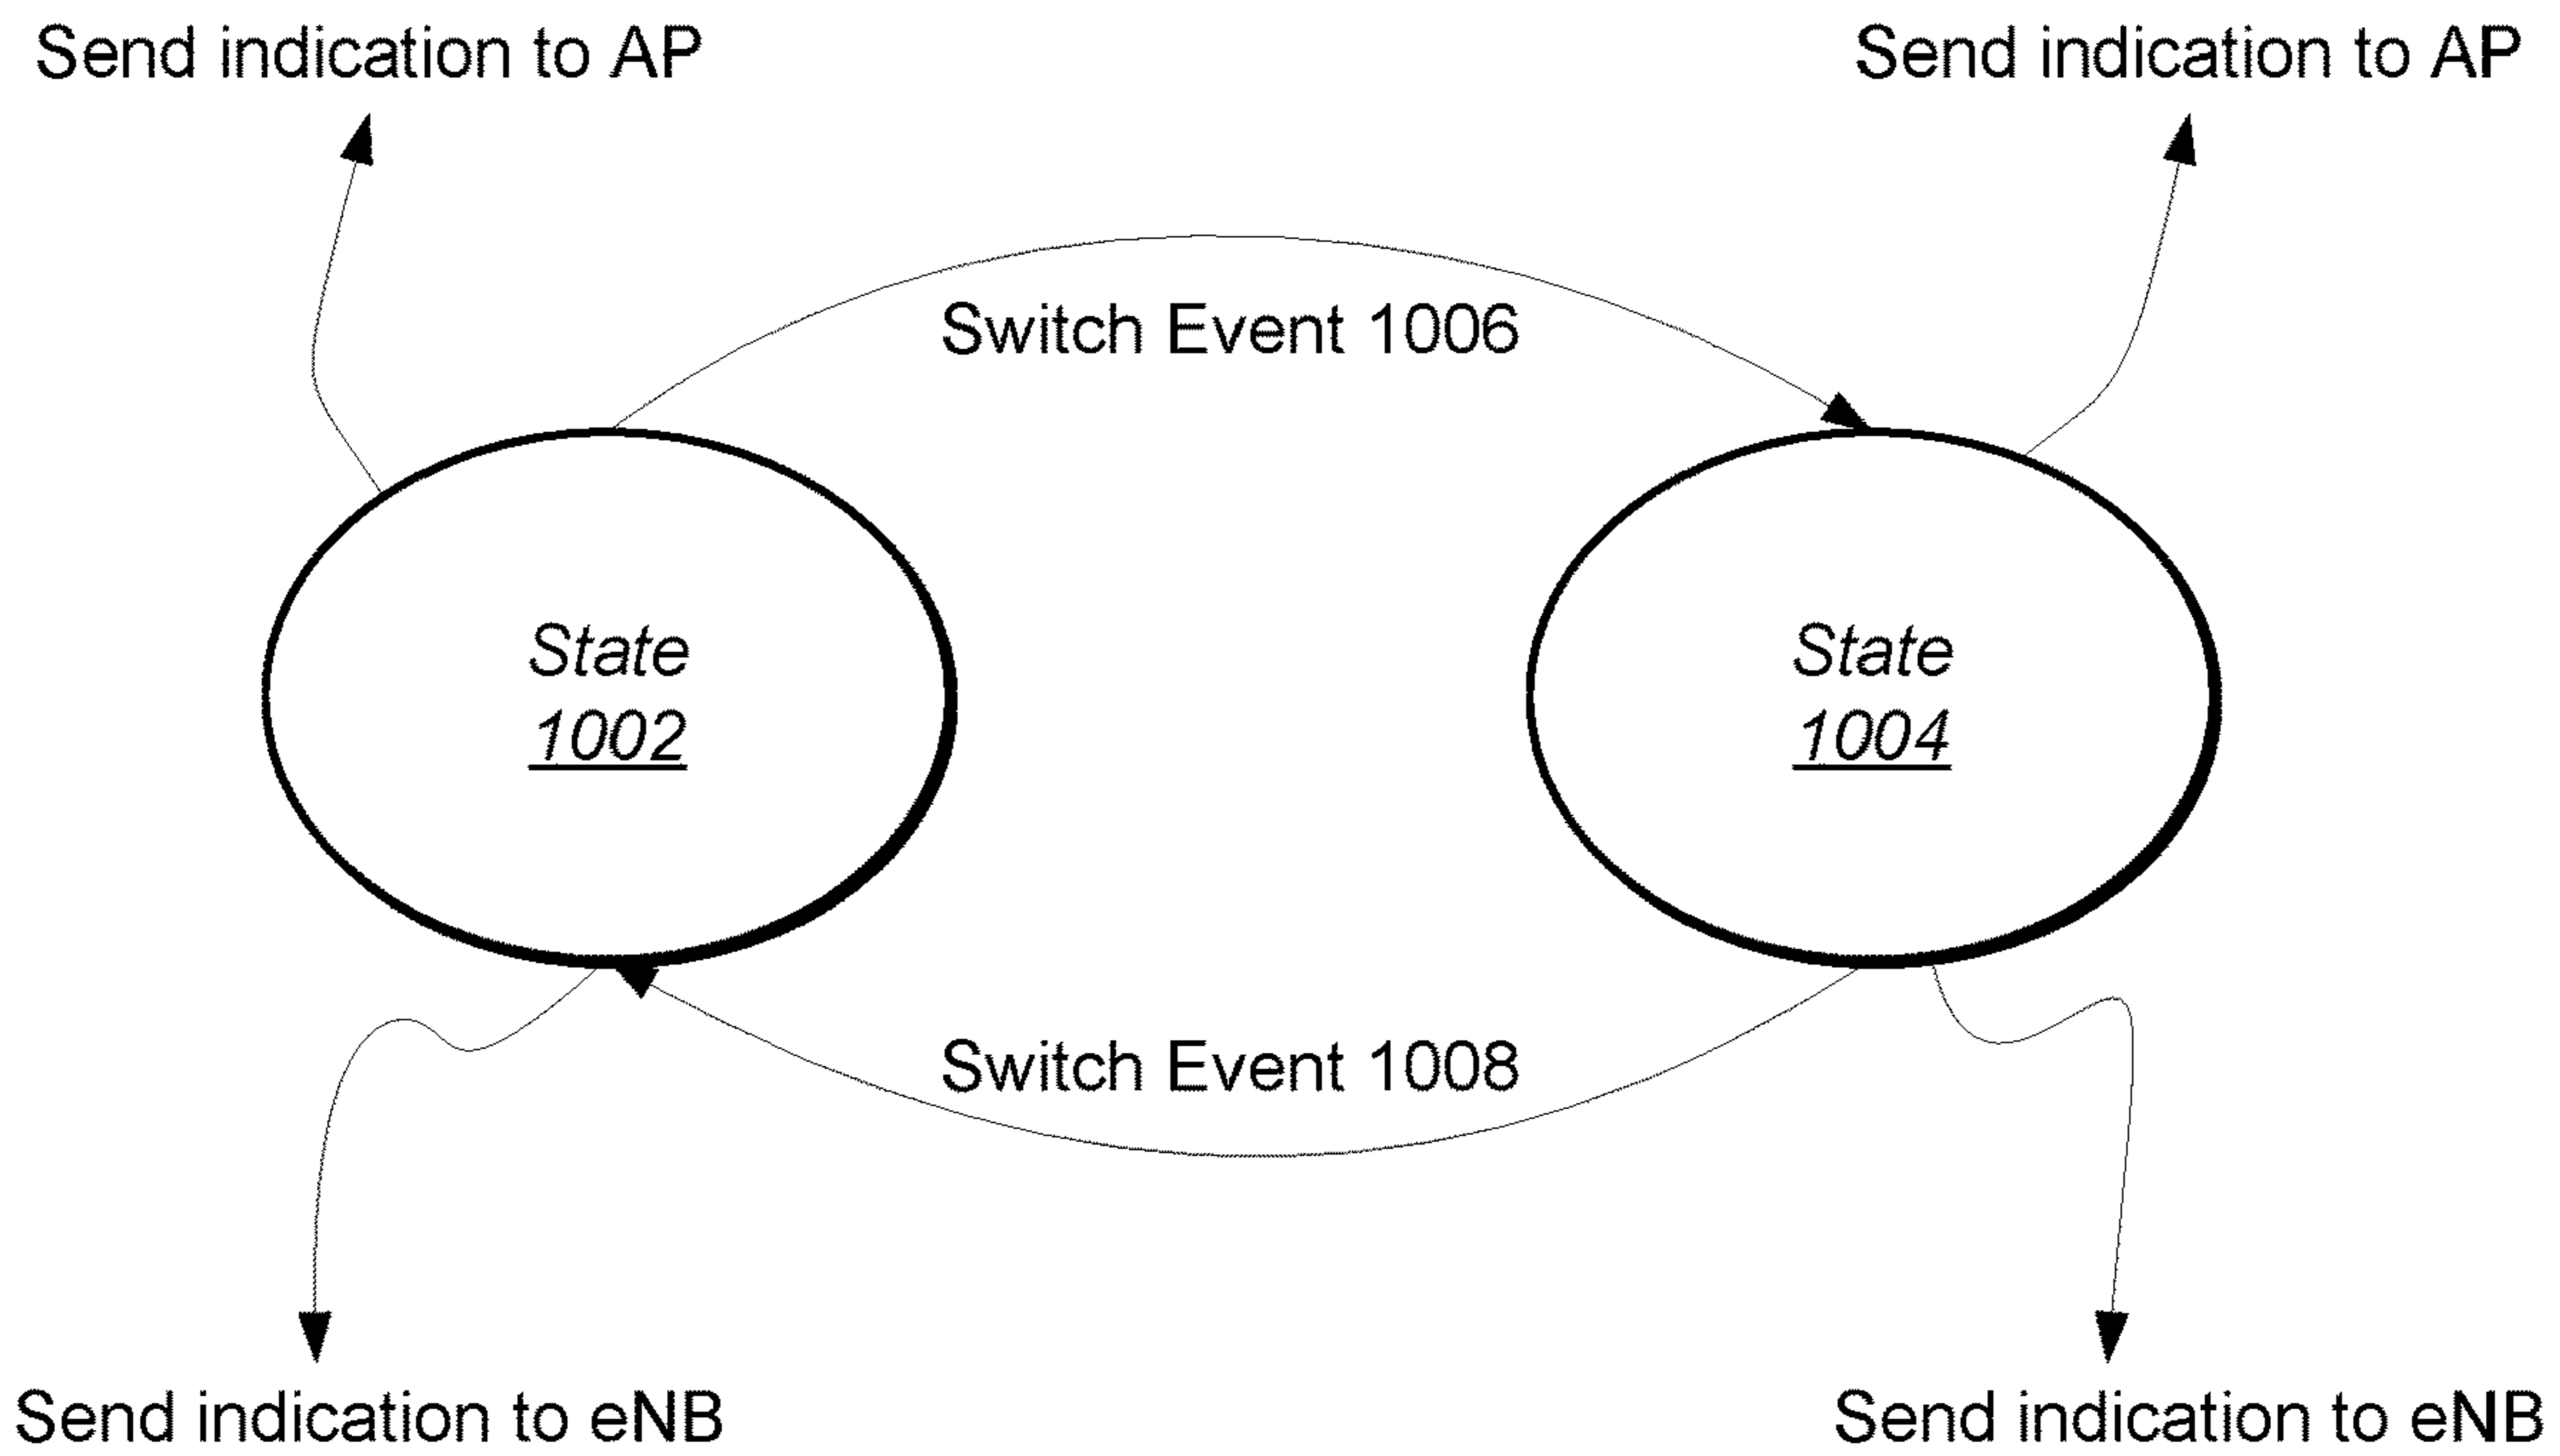 Send indication to AP
Send indication to AP
Switch Event 1006
State
1002
State
1004
Switch Event 1008
Send indication to eNB
Send indication to eNB